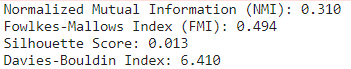 Normalized Mutual Information (NMI): 0.310
Fowlkes-Mallows Index (FMI): 0.494
Silhouette Score: 0.013
Davies-Bouldin Index: 6.410